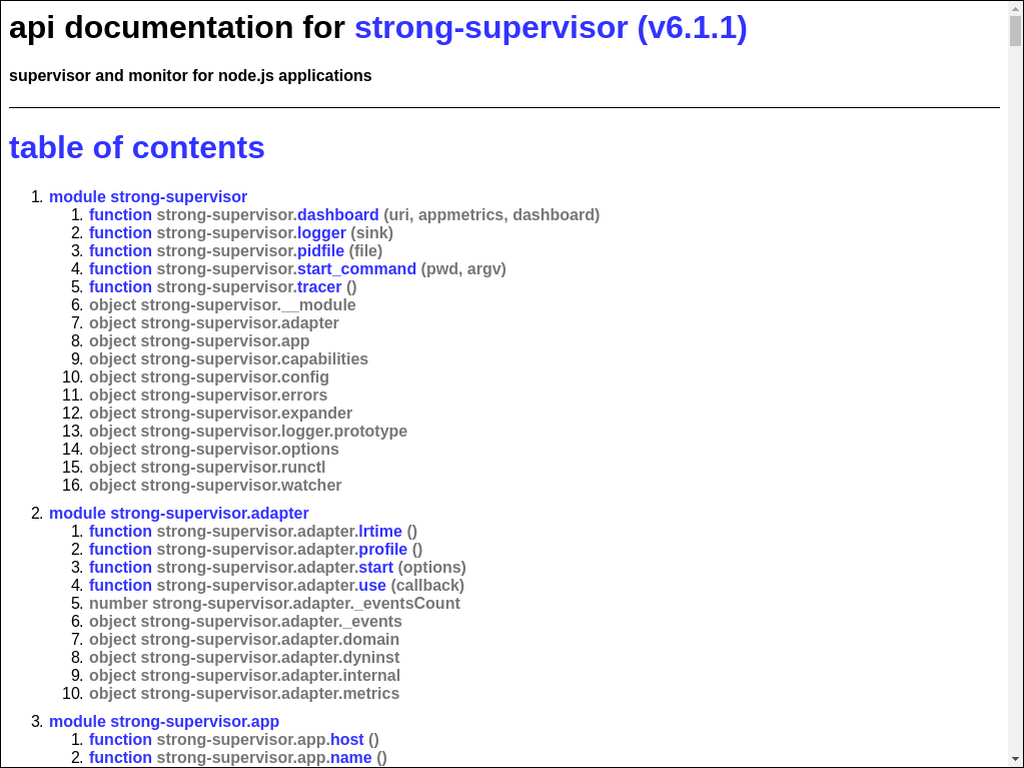 api documentation for strong-supervisor (v6.1.1)
supervisor and monitor for node.js applications
table of contents
1. module strong-supervisor
1. function strong-supervisor.dashboard (uri, appmetrics, dashboard)
2. function strong-supervisor.logger (sink)
3. function strong-supervisor.pidfile (file)
4. function strong-supervisor.start_command (pwd, argv)
5. function strong-supervisor.tracer ()
6. object strong-supervisor.__module
7. object strong-supervisor.adapter
8. object strong-supervisor.app
9. object strong-supervisor.capabilities
10. object strong-supervisor.config
11. object strong-supervisor.errors
12. object strong-supervisor.expander
13. object strong-supervisor.logger.prototype
14. object strong-supervisor.options
15. object strong-supervisor.runctl
16. object strong-supervisor.watcher
2. module strong-supervisor.adapter
1. function strong-supervisor.adapter.lrtime ()
2. function strong-supervisor.adapter.profile ()
3. function strong-supervisor.adapter.start (options)
4. function strong-supervisor.adapter.use (callback)
5. number strong-supervisor.adapter._eventsCount
6. object strong-supervisor.adapter._events
7. object strong-supervisor.adapter.domain
8. object strong-supervisor.adapter.dyninst
9. object strong-supervisor.adapter.internal
10. object strong-supervisor.adapter.metrics
3. module strong-supervisor.app
1. function strong-supervisor.app.host ()
2. function strong-supervisor.app.name ()